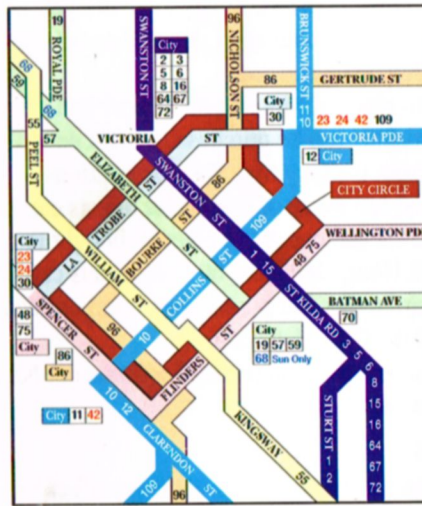 19
ROYAL PDE
SWANSTON ST
City
2 3
5 6
8 16
64 67
72
96
NICHOLSON ST
BRUNSWICK ST
11
10
86
GERTRUDE ST
City
30
23 24 42 109
VICTORIA PDE
12 City
68
59
68
55
PEEL ST
57
VICTORIA
ST
ELIZABETH
ST
SWANSTON
ST
86
109
CITY CIRCLE
LA
TROBE
ST
BOURKE
ST
WILLIAM
ST
COLLINS
ST
1
15
48 75
WELLINGTON PDE
City
23
24
30
48
75
City
SPENCER
ST
96
10
FLINDERS
ST
ST KILDA RD
BATMAN AVE
70
City
19 57 59
68 Sun Only
86
City
City 11 42
10
12
CLARENDON
ST
109
96
KINGSWAY
55
STURT ST
1
2
3
5
6
8
15
16
64
67
72